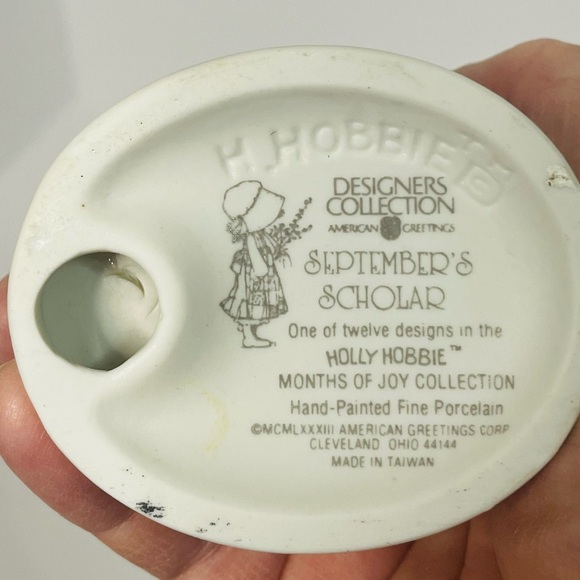 H. HOBBIE ©
DESIGNERS
COLLECTION
AMERICAN GREETINGS
SEPTEMBER'S
SCHOLAR
One of twelve designs in the
HOLLY HOBBIE™
MONTHS OF JOY COLLECTION
Hand-Painted Fine Porcelain
©MCMLXXXIII AMERICAN GREETINGS CORP
CLEVELAND OHIO 44144
MADE IN TAIWAN